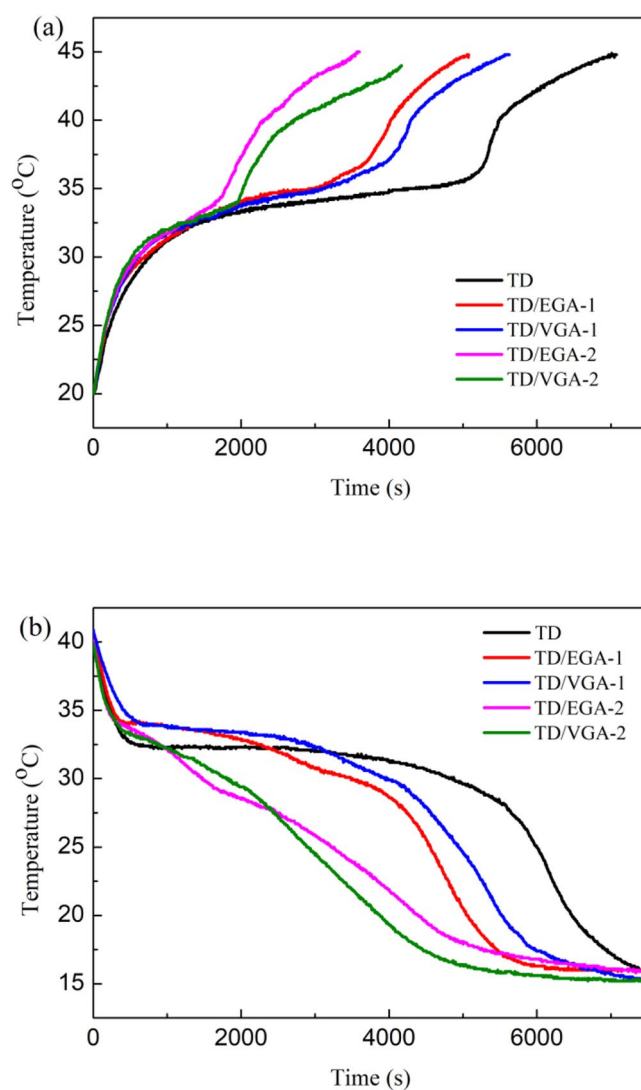 (a)
45
40
35
30
25
20
Temperature (°C)
TD
TD/EGA-1
TD/VGA-1
TD/EGA-2
TD/VGA-2
0
2000
4000
6000
Time (s)
(b)
40
35
30
25
20
15
Temperature (°C)
TD
TD/EGA-1
TD/VGA-1
TD/EGA-2
TD/VGA-2
0
2000
4000
6000
Time (s)